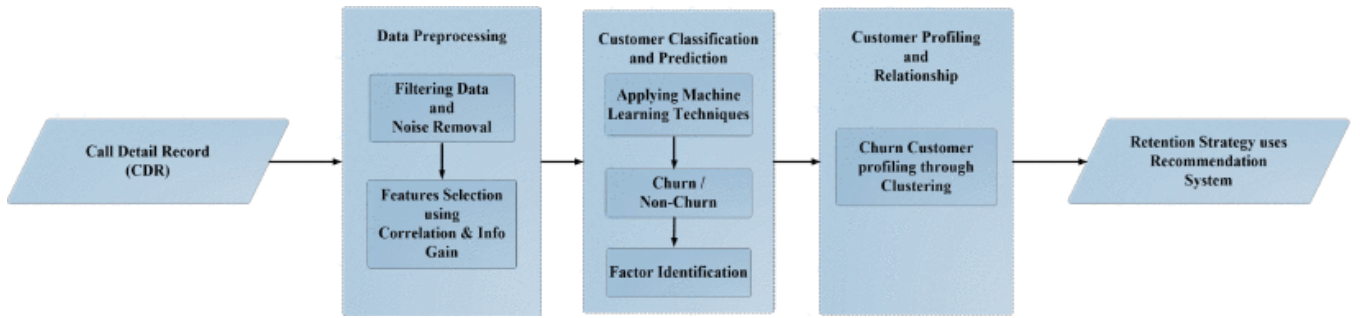 Call Detail Record
(CDR)
Data Preprocessing
Filtering Data
and
Noise Removal
Features Selection
using
Correlation & Info
Gain
Customer Classification
and Prediction
Applying Machine
Learning Techniques
Churn /
Non-Churn
Factor Identification
Customer Profiling
and
Relationship
Churn Customer
profiling through
Clustering
Retention Strategy uses
Recommendation
System